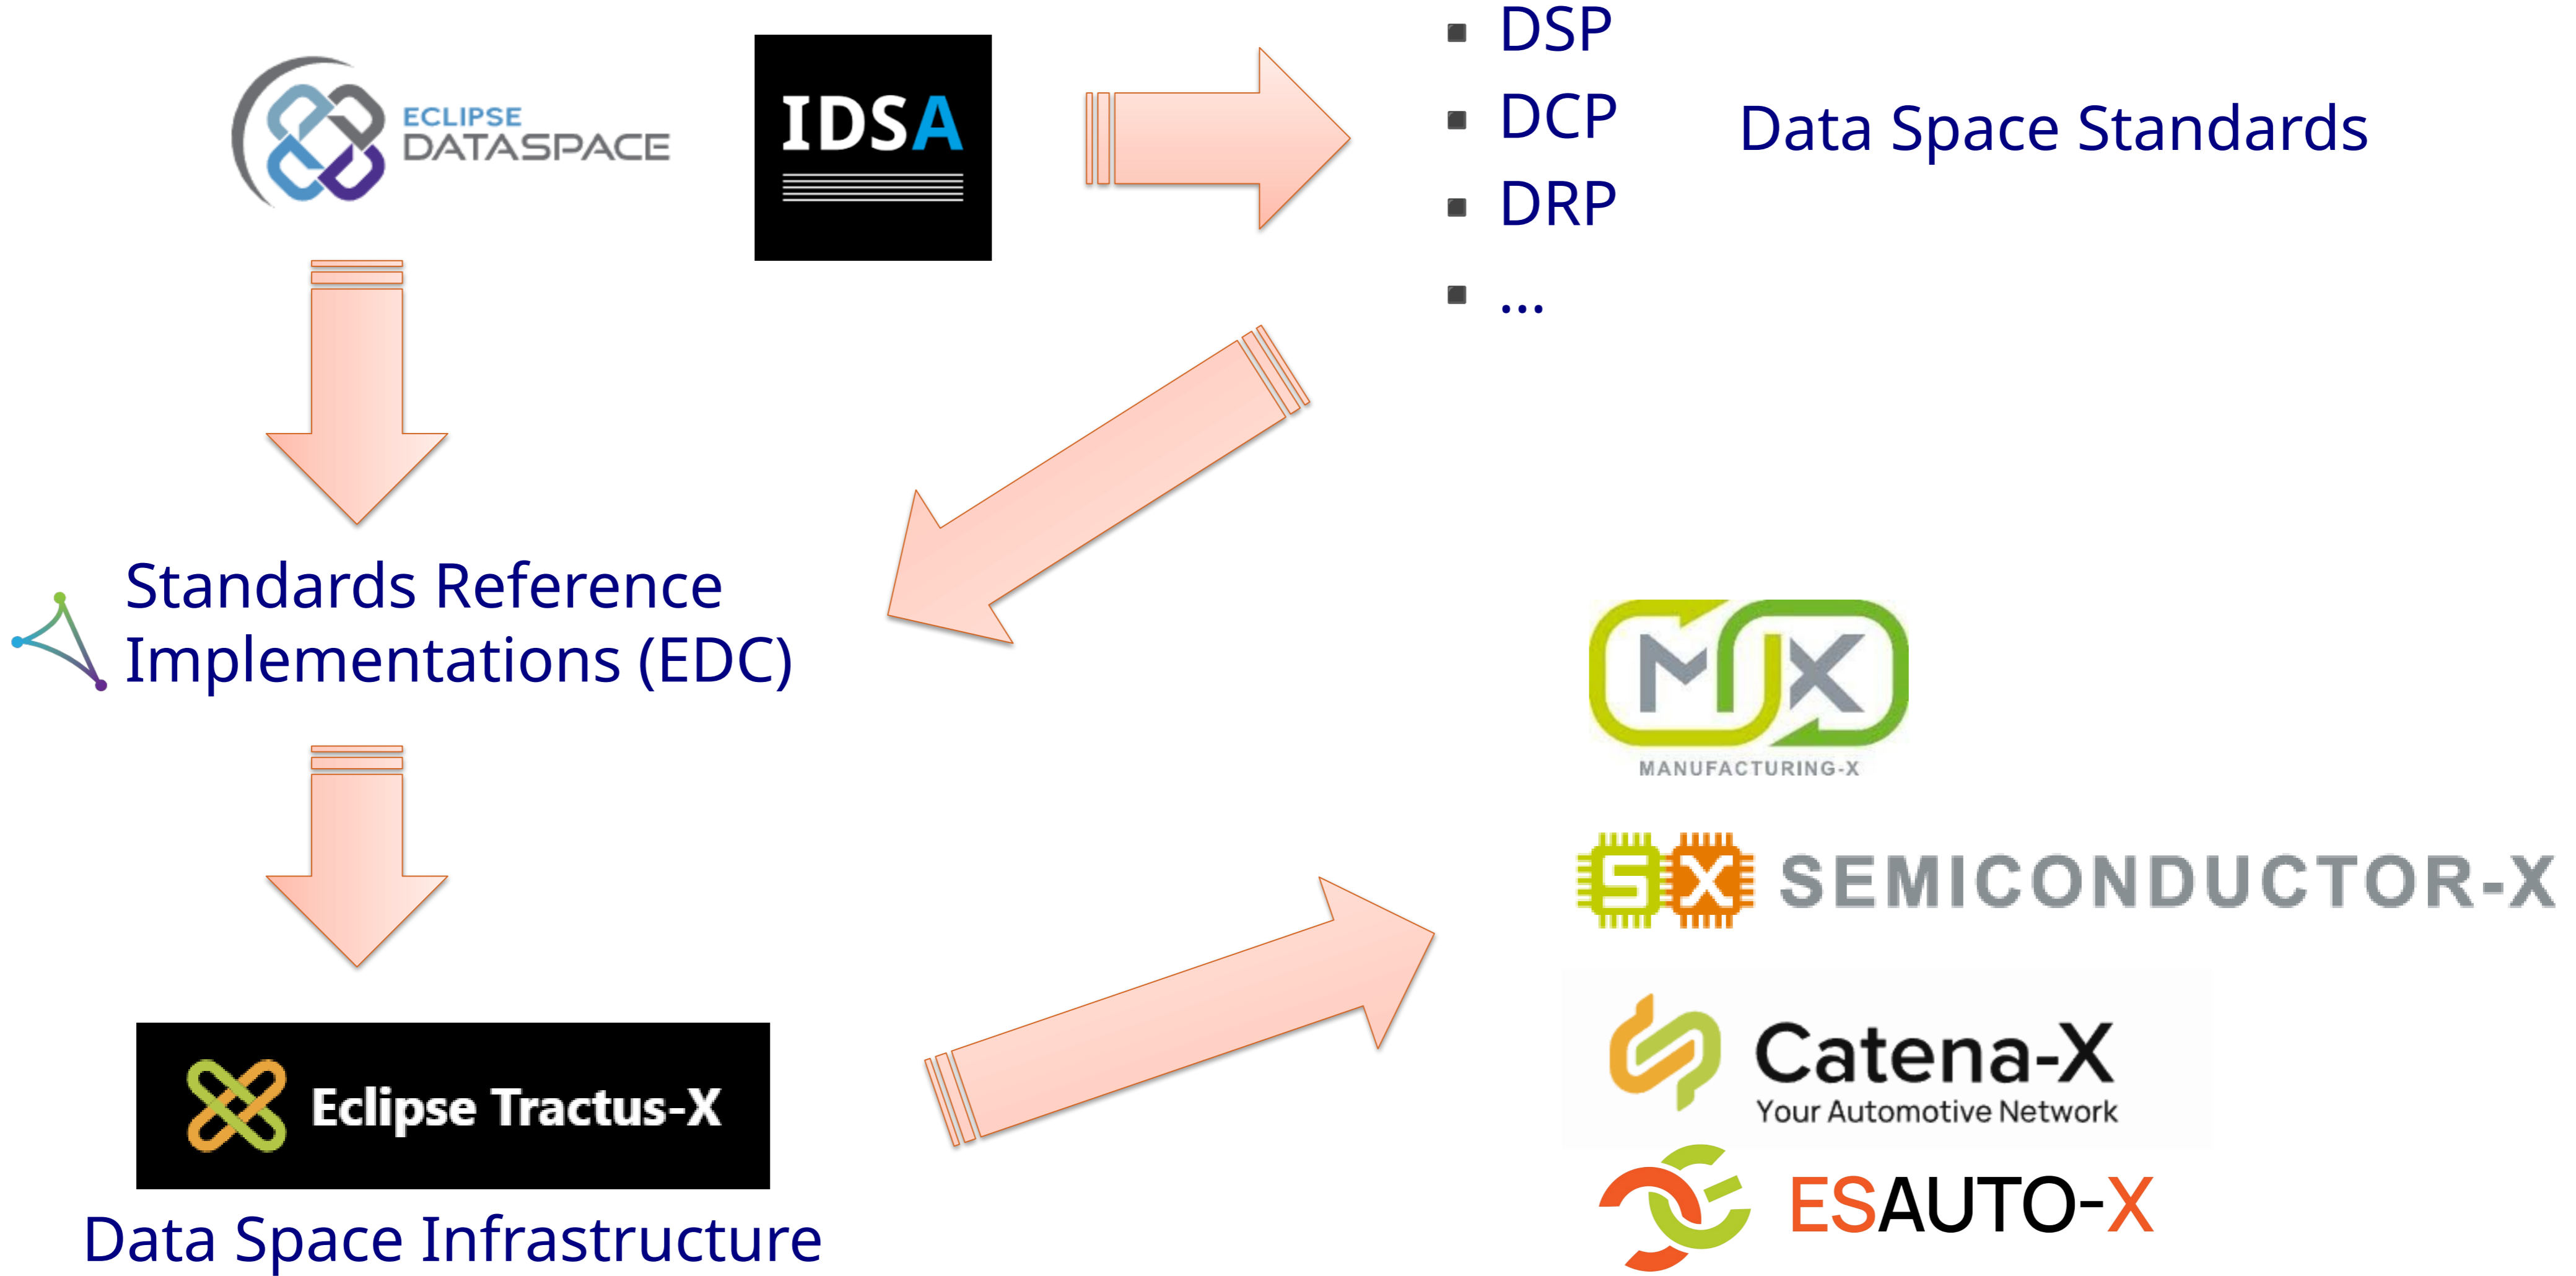 ECLIPSE
DATASPACE
IDSA
▪ DSP
▪ DCP
▪ DRP
▪ ...
Data Space Standards
Standards Reference
Implementations (EDC)
MX
MANUFACTURING-X
SX SEMICONDUCTOR-X
Eclipse Tractus-X
Data Space Infrastructure
Catena-X
Your Automotive Network
ESAUTO-X